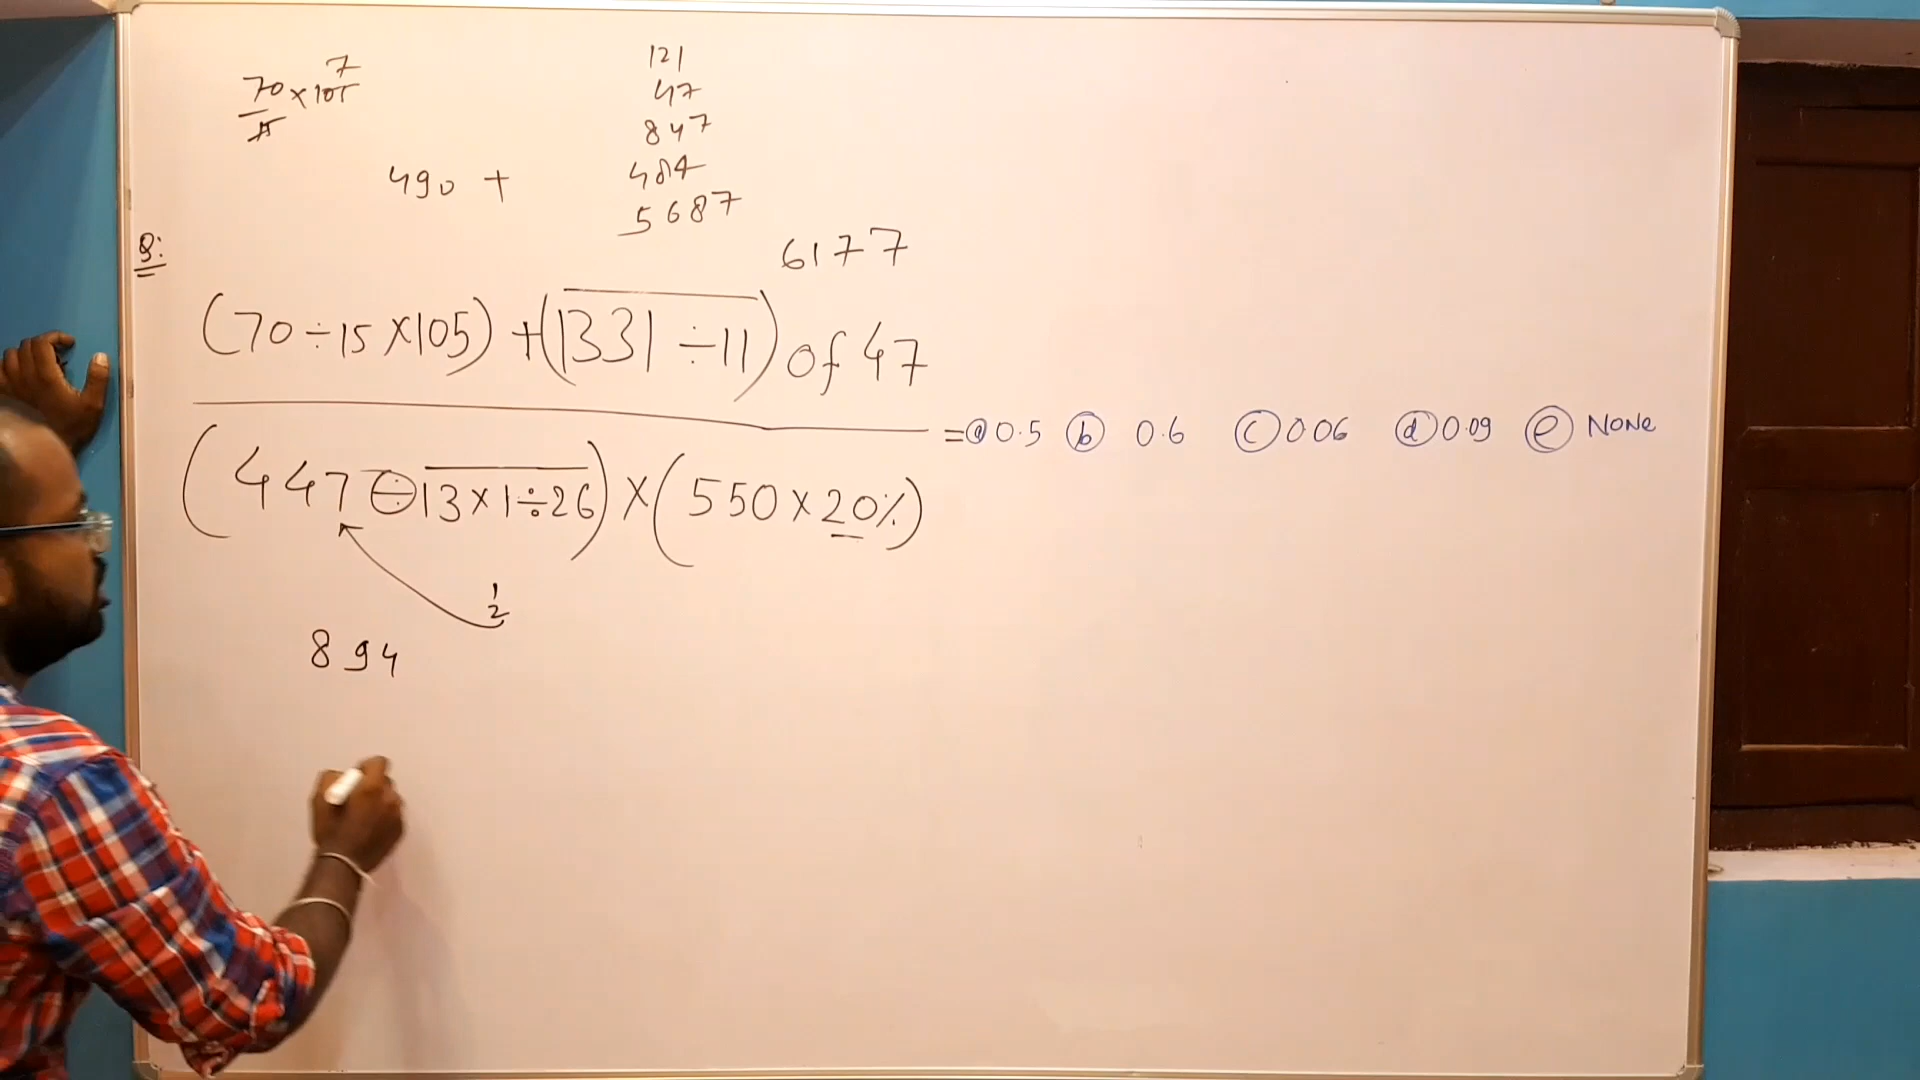 7
70 × 105
15
490 +
121
47
847
484
5687
6177
Q:
(70÷15×105) + (1331 ÷11) of 47
(447÷13×1÷26) × (550×20%)
= ⓐ 0.5 ⓑ 0.6 ⓒ 0.06 ⓓ 0.09 ⓔ None
1
2
894